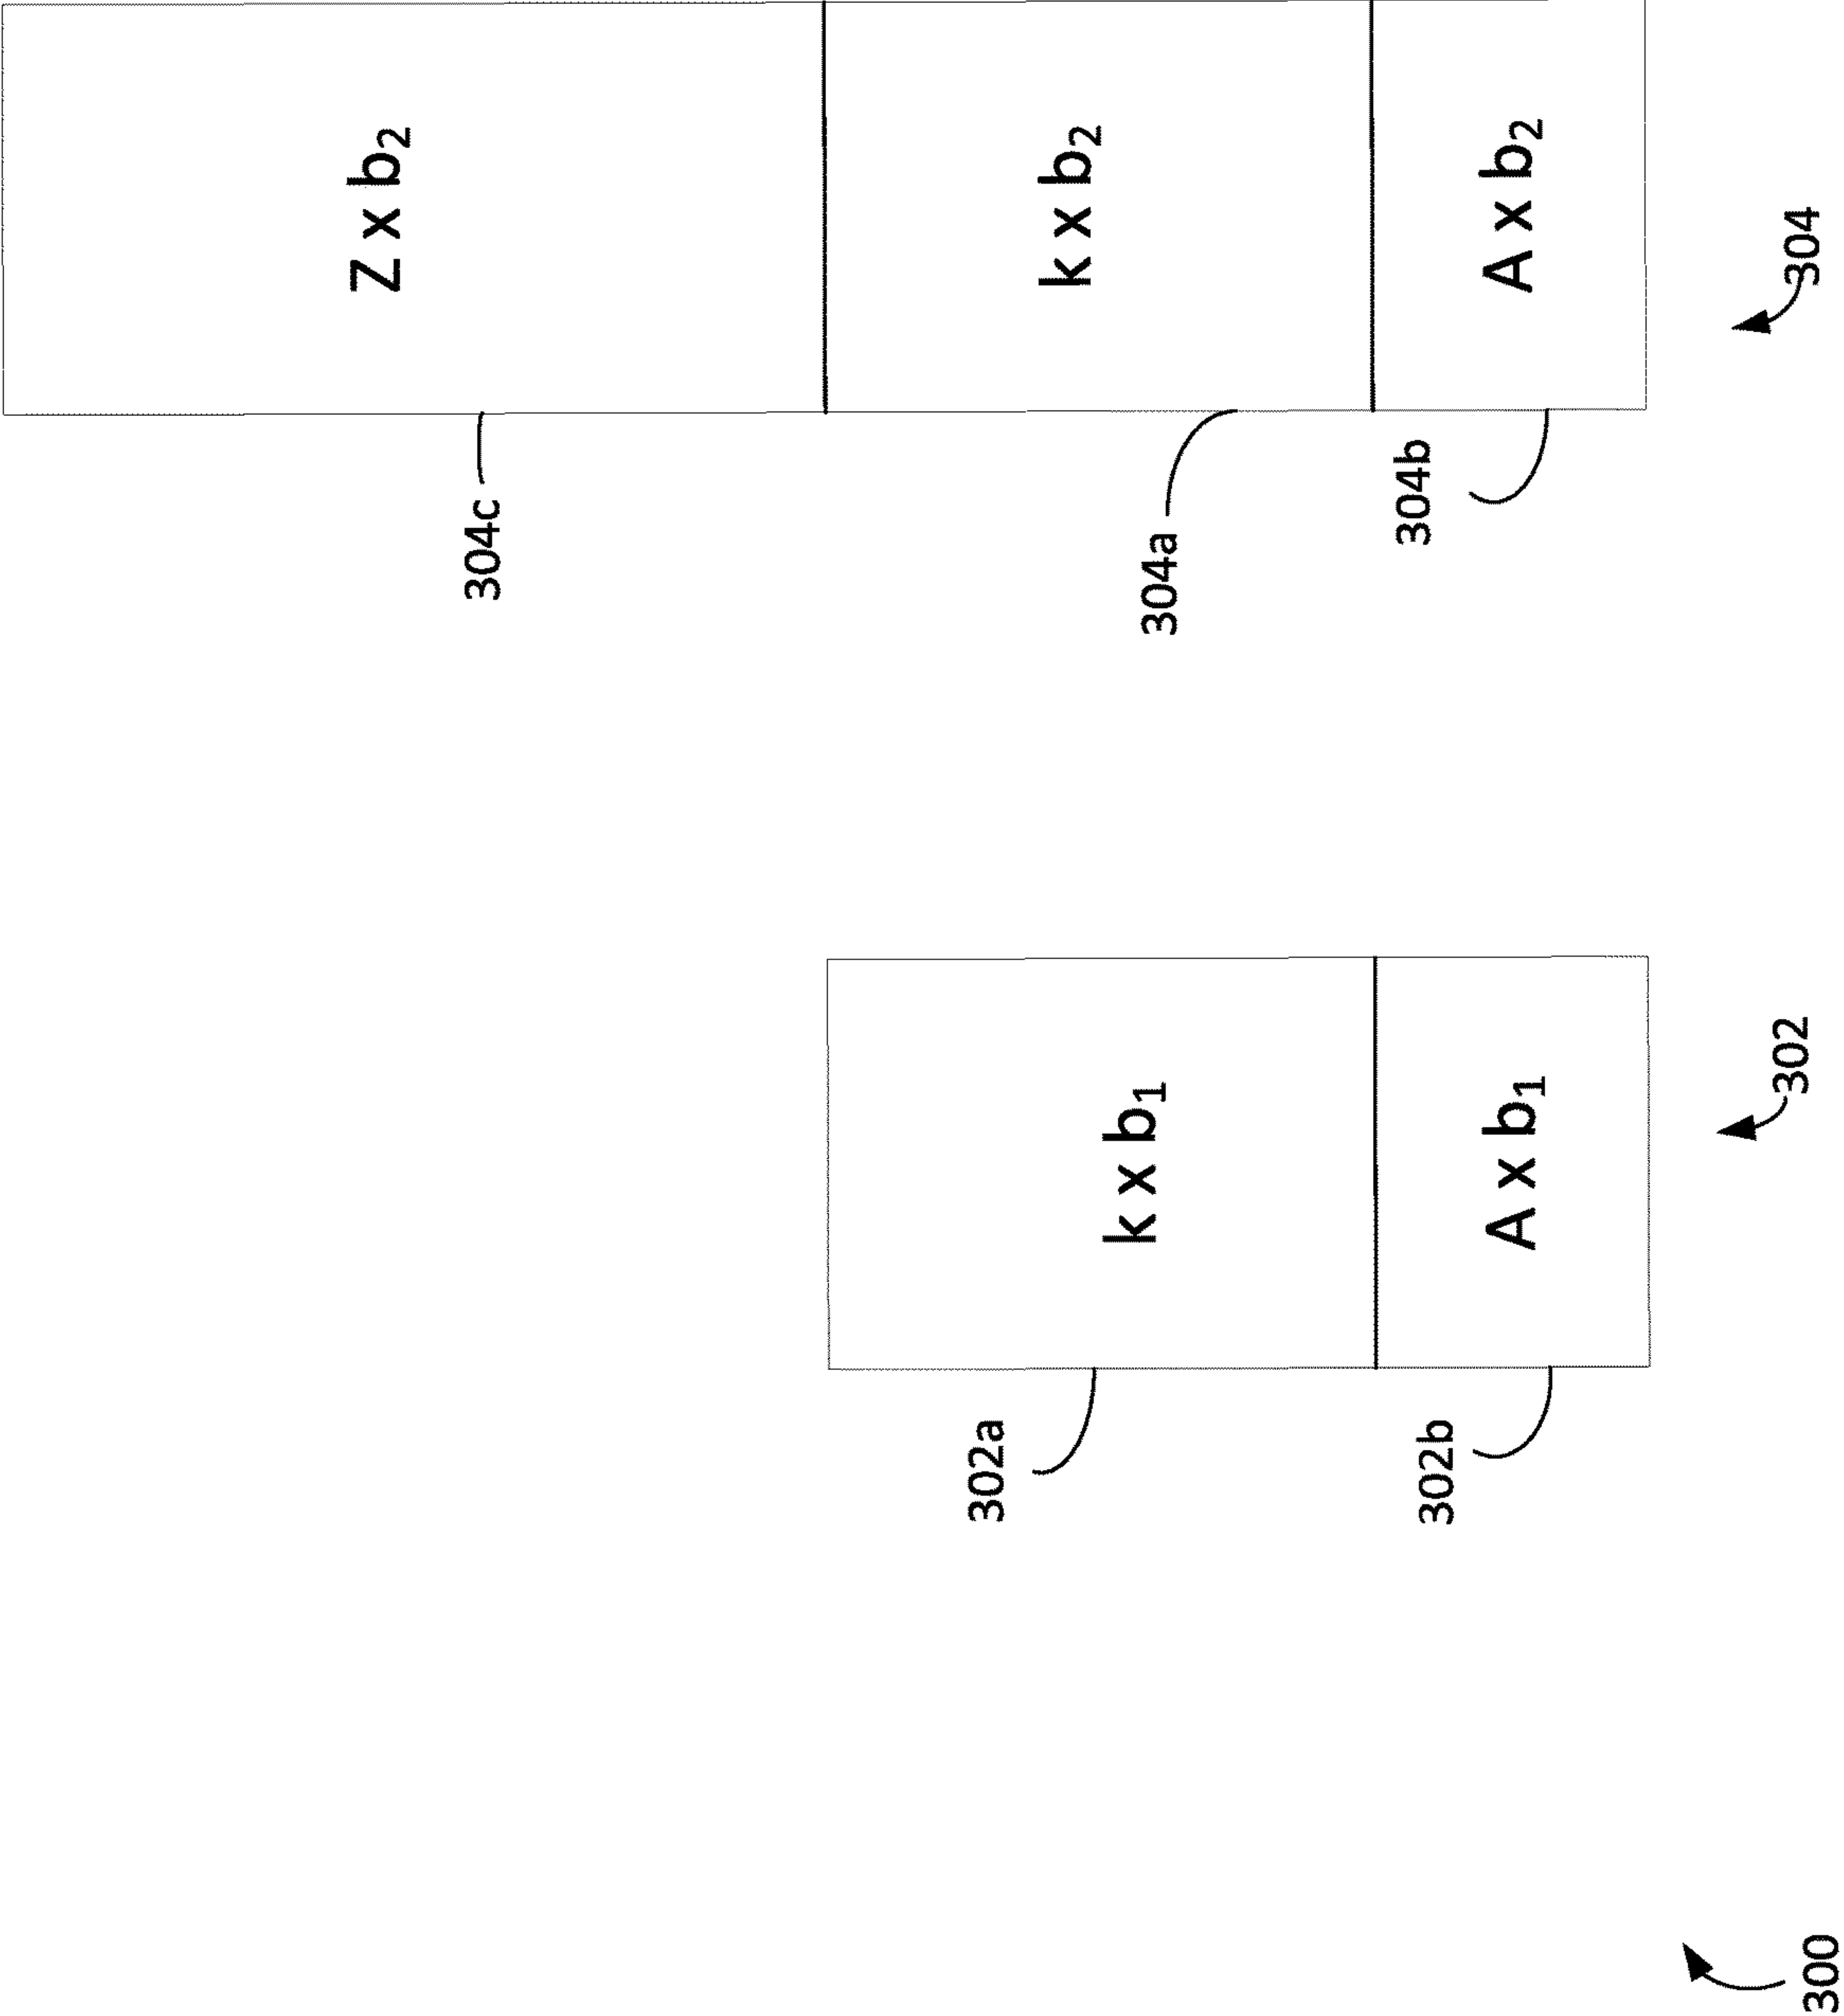 Z x b₂
304c
302a
k x b₁
304a
k x b₂
302b
A x b₁
304b
A x b₂
300
302
304